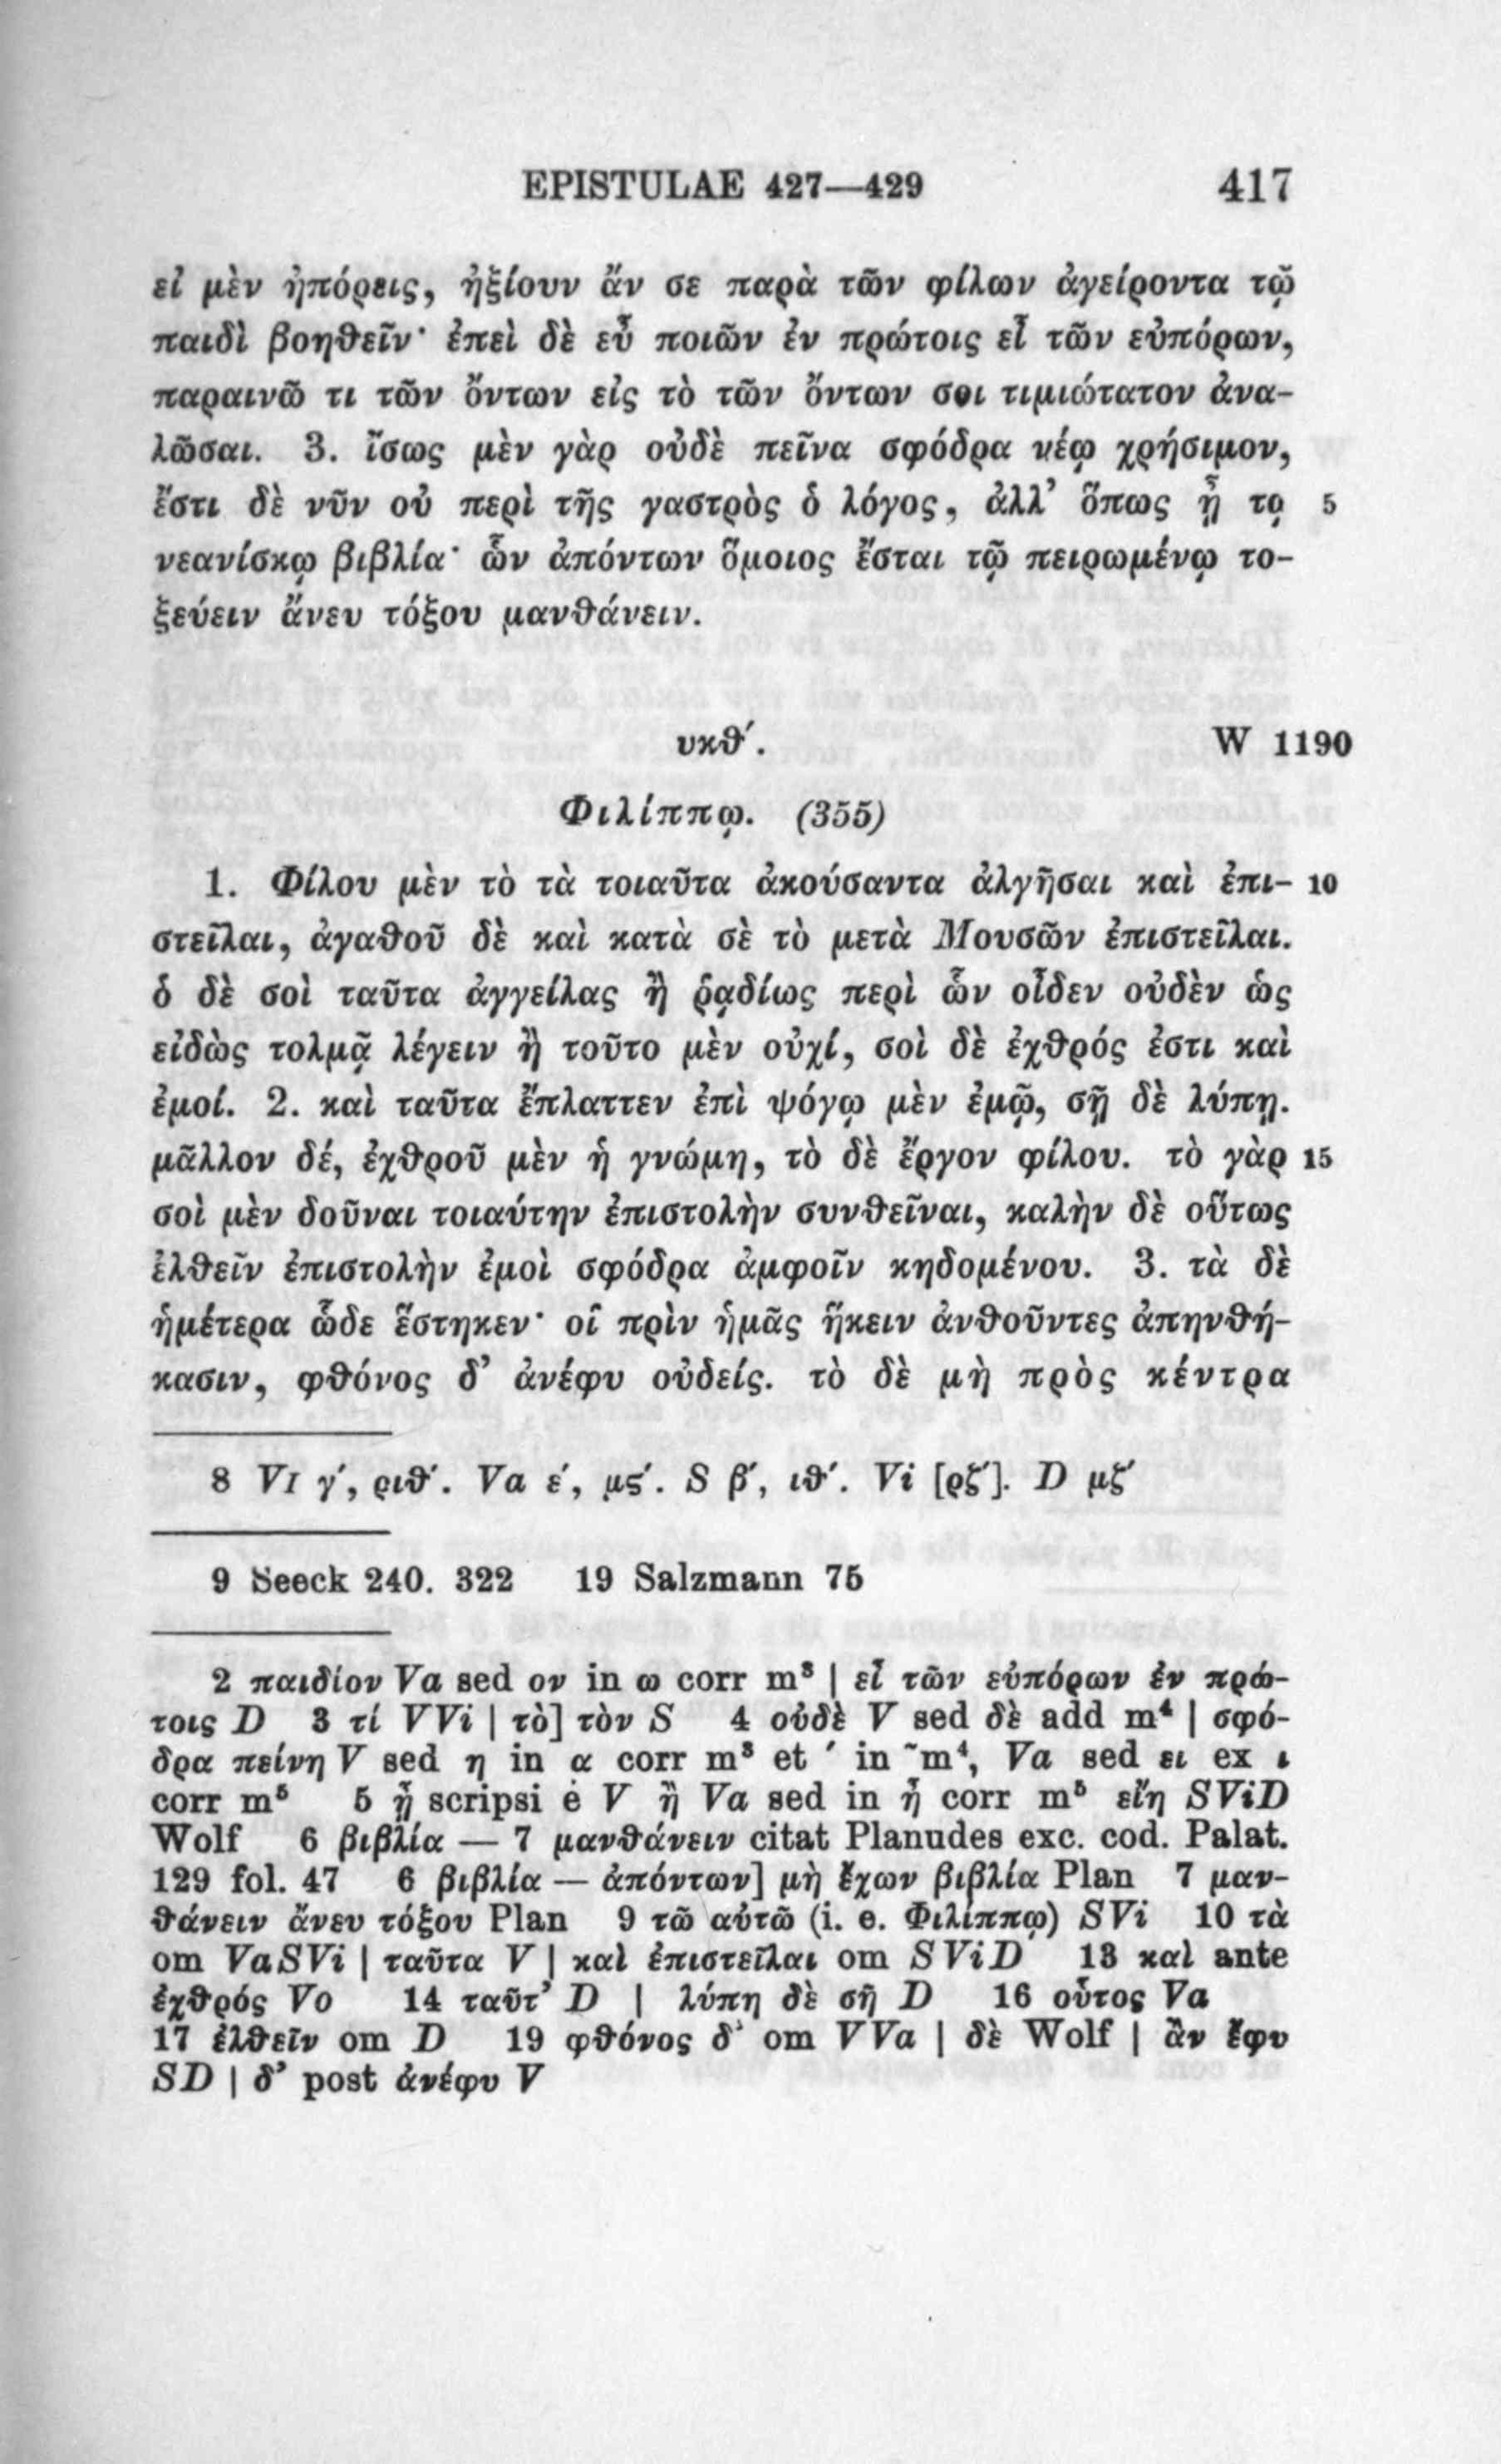 EPISTULAE 427—429 417
εἰ μὲν ἠπόρεις, ἠξίουν ἄν σε παρὰ τῶν φίλων ἀγείροντα τῷ
παιδὶ βοηθεῖν· ἐπεὶ δὲ εὖ ποιῶν ἐν πρώτοις εἶ τῶν εὐπόρων,
παραινῶ τι τῶν ὄντων εἰς τὸ τῶν ὄντων σοι τιμιώτατον ἀνα-
λῶσαι. 3. ἴσως μὲν γὰρ οὐδὲ πεῖνα σφόδρα νέῳ χρήσιμον,
ἔστι δὲ νῦν οὐ περὶ τῆς γαστρὸς ὁ λόγος, ἀλλ’ ὅπως ᾖ τῳ 5
νεανίσκῳ βιβλία· ὧν ἀπόντων ὅμοιος ἔσται τῷ πειρωμένῳ το-
ξεύειν ἄνευ τόξου μανθάνειν.
υκθ′. W 1190
Φιλίππῳ. (355)
1. Φίλου μὲν τὸ τὰ τοιαῦτα ἀκούσαντα ἀλγῆσαι καὶ ἐπι- 10
στεῖλαι, ἀγαθοῦ δὲ καὶ κατὰ σὲ τὸ μετὰ Μουσῶν ἐπιστεῖλαι.
ὁ δὲ σοὶ ταῦτα ἀγγείλας ἢ ῥᾳδίως περὶ ὧν οἶδεν οὐδὲν ὡς
εἰδὼς τολμᾷ λέγειν ἢ τοῦτο μὲν οὐχί, σοὶ δὲ ἐχθρός ἐστι καὶ
ἐμοί. 2. καὶ ταῦτα ἔπλαττεν ἐπὶ ψόγῳ μὲν ἐμῷ, σῇ δὲ λύπῃ.
μᾶλλον δέ, ἐχθροῦ μὲν ἡ γνώμη, τὸ δὲ ἔργον φίλου. τὸ γὰρ 15
σοὶ μὲν δοῦναι τοιαύτην ἐπιστολὴν συνθεῖναι, καλὴν δὲ οὕτως
ἐλθεῖν ἐπιστολὴν ἐμοὶ σφόδρα ἀμφοῖν κηδομένου. 3. τὰ δὲ
ἡμέτερα ὧδε ἕστηκεν· οἳ πρὶν ἡμᾶς ἥκειν ἀνθοῦντες ἀπηνθή-
κασιν, φθόνος δ’ ἀνέφυ οὐδείς. τὸ δὲ μὴ πρὸς κέντρα
8 VI γ′, ριθ′. Va ε′, μς′. S β′, ιθ′. Vi [ρζ′]. D μζ′
9 Seeck 240. 322 19 Salzmann 75
2 παιδίον Va sed ον in ω corr m³ | εἶ τῶν εὐπόρων ἐν πρώ-
τοις D 3 τί VVi | τὸ] τὸν S 4 οὐδὲ V sed δὲ add m⁴ | σφό-
δρα πείνη V sed η in α corr m³ et ′ in ῀m⁴, Va sed ει ex ι
corr m⁵ 5 ᾖ scripsi ἐ V ἢ Va sed in ᾖ corr m⁵ εἴη SViD
Wolf 6 βιβλία — 7 μανθάνειν citat Planudes exc. cod. Palat.
129 fol. 47 6 βιβλία — ἀπόντων] μὴ ἔχων βιβλία Plan 7 μαν-
θάνειν ἄνευ τόξου Plan 9 τῶ αὐτῶ (i. e. Φιλίππῳ) SVi 10 τὰ
om VaSVi | ταῦτα V | καὶ ἐπιστεῖλαι om SViD 13 καὶ ante
ἐχθρός Vo 14 ταῦτ’ D | λύπη δὲ σῆ D 16 οὗτος Va
17 ἐλθεῖν om D 19 φθόνος δ’ om VVa | δὲ Wolf | ἂν ἔφυ
SD | δ’ post ἀνέφυ V